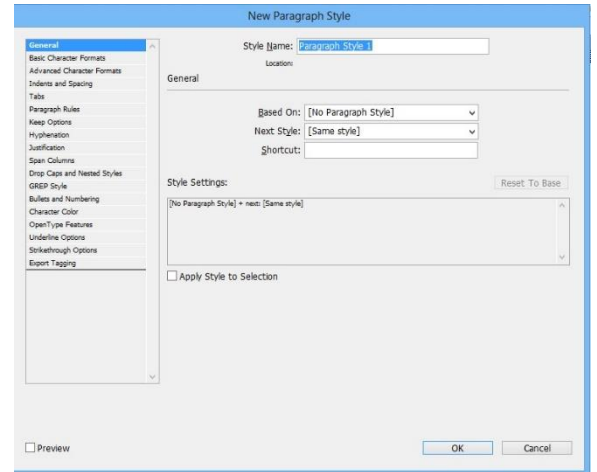 New Paragraph Style
General
Basic Character Formats
Advanced Character Formats
Indents and Spacing
Tabs
Paragraph Rules
Keep Options
Hyphenation
Justification
Span Columns
Drop Caps and Nested Styles
GREP Style
Bullets and Numbering
Character Color
OpenType Features
Underline Options
Strikethrough Options
Export Tagging
Style Name: Paragraph Style 1
Location:
General
Based On: [No Paragraph Style]
Next Style: [Same style]
Shortcut:
Style Settings: Reset To Base
[No Paragraph Style] + next: [Same style]
Apply Style to Selection
Preview OK Cancel